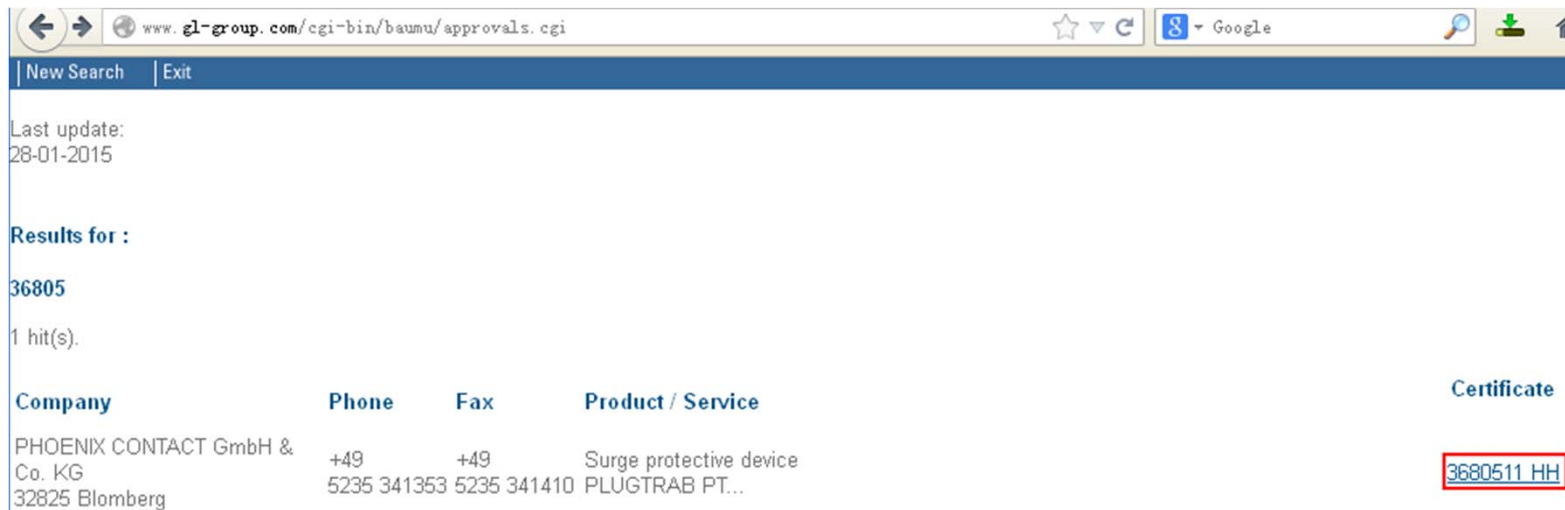 www.gl-group.com/cgi-bin/baumu/approvals.cgi
8 Google
New Search Exit
Last update:
28-01-2015
Results for :
36805
1 hit(s).
Company Phone Fax Product / Service Certificate
PHOENIX CONTACT GmbH &
Co. KG
32825 Blomberg
+49
5235 341353
+49
5235 341410
Surge protective device
PLUGTRAB PT...
3680511 HH